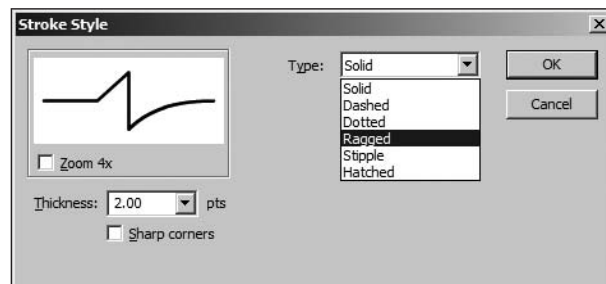 Stroke Style
Type: Solid
OK
Solid
Dashed
Cancel
Dotted
Ragged
Stipple
Hatched
Zoom 4x
Thickness: 2.00 pts
Sharp corners